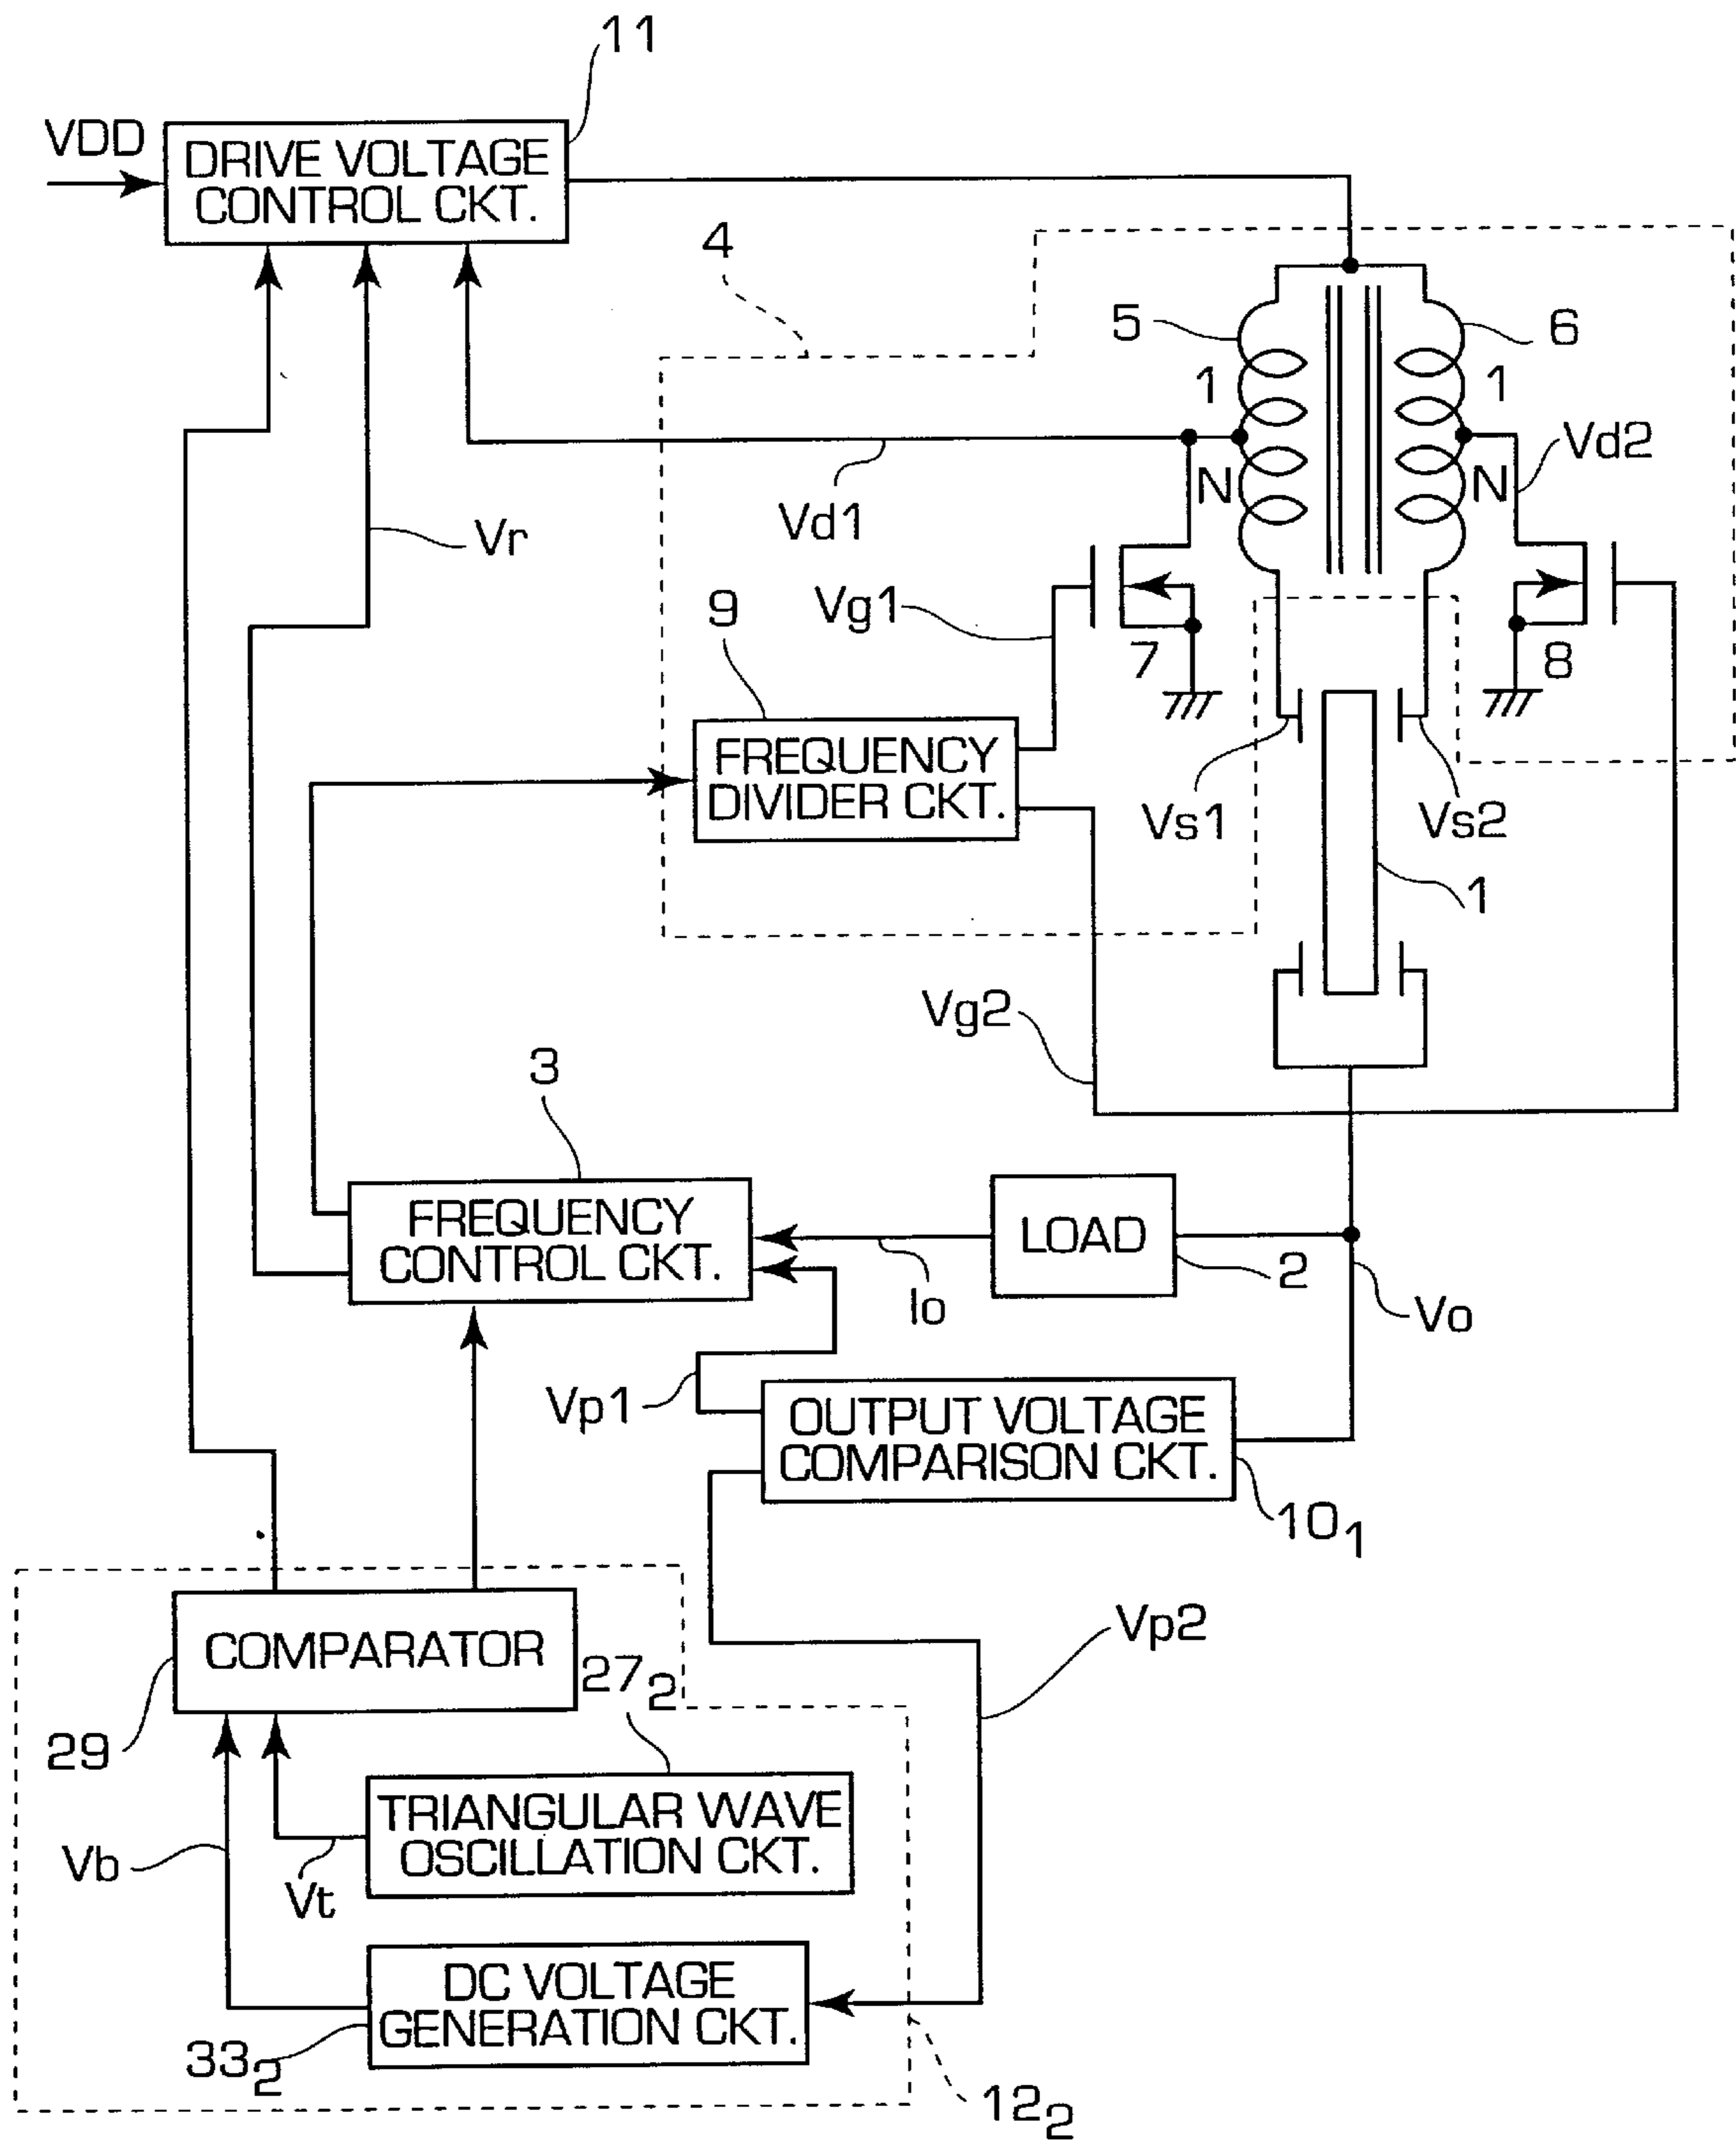 11
VDD
DRIVE VOLTAGE
CONTROL CKT.
4
5
6
1
1
Vd2
N
N
Vd1
Vr
Vg1
9
7
8
FREQUENCY
DIVIDER CKT.
Vs1
Vs2
1
Vg2
3
FREQUENCY
CONTROL CKT.
LOAD
2
Io
Vo
Vp1
OUTPUT VOLTAGE
COMPARISON CKT.
10₁
Vp2
COMPARATOR
27₂
29
TRIANGULAR WAVE
OSCILLATION CKT.
Vb
Vt
DC VOLTAGE
GENERATION CKT.
33₂
12₂